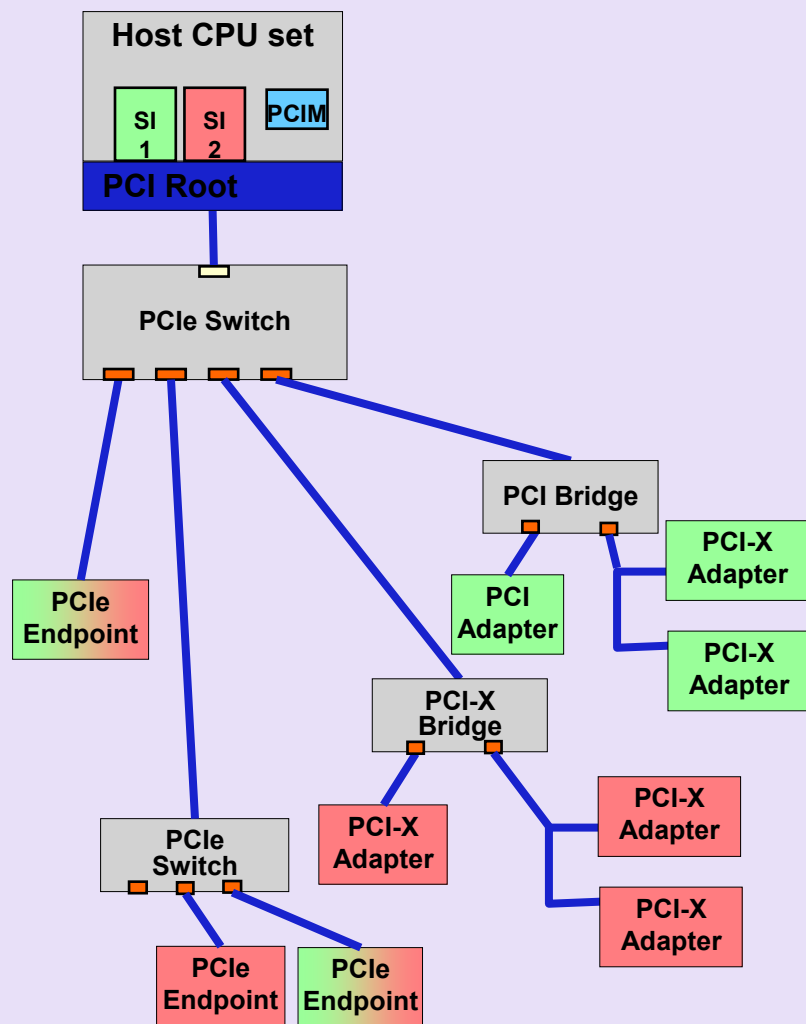 Host CPU set
SI
1
SI
2
PCIM
PCI Root
PCIe Switch
PCI Bridge
PCI-X
Adapter
PCI
Adapter
PCIe
Endpoint
PCI-X
Adapter
PCI-X
Bridge
PCI-X
Adapter
PCI-X
Adapter
PCIe
Switch
PCI-X
Adapter
PCIe
Endpoint
PCIe
Endpoint